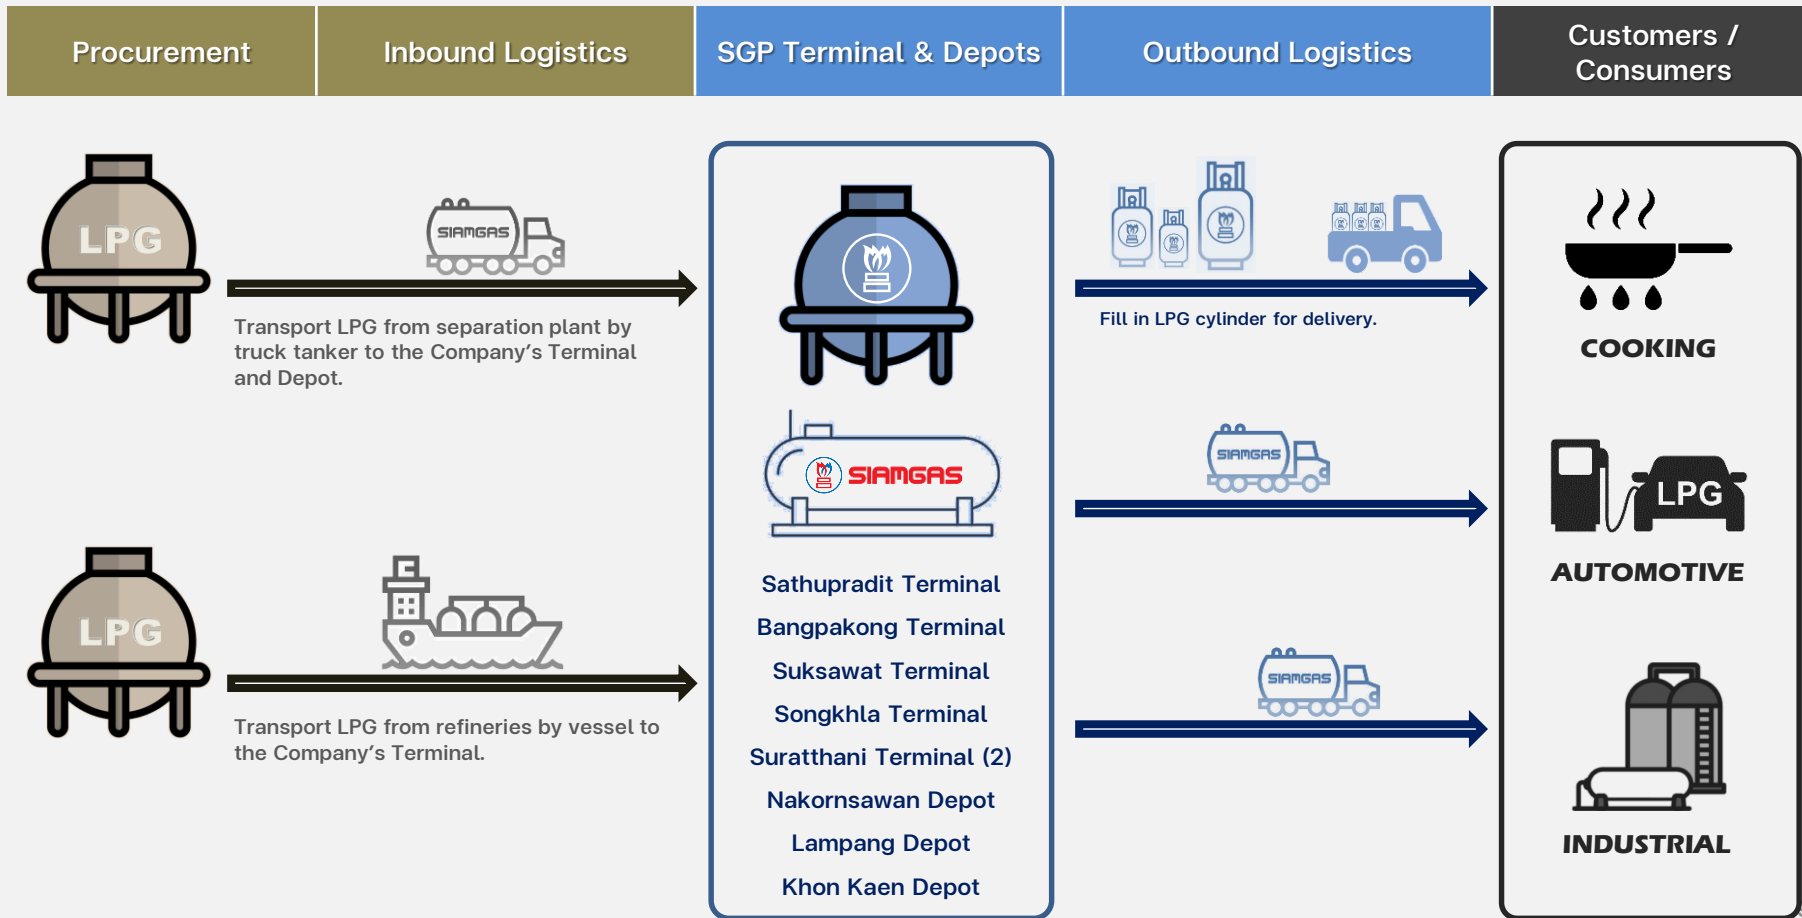 Procurement
Inbound Logistics
SGP Terminal & Depots
Outbound Logistics
Customers /
Consumers
LPG
SIAMGAS
Transport LPG from separation plant by
truck tanker to the Company's Terminal
and Depot.
LPG
Transport LPG from refineries by vessel to
the Company's Terminal.
SIAMGAS
Sathupradit Terminal
Bangpakong Terminal
Suksawat Terminal
Songkhla Terminal
Suratthani Terminal (2)
Nakornsawan Depot
Lampang Depot
Khon Kaen Depot
Fill in LPG cylinder for delivery.
SIAMGAS
SIAMGAS
COOKING
LPG
AUTOMOTIVE
INDUSTRIAL